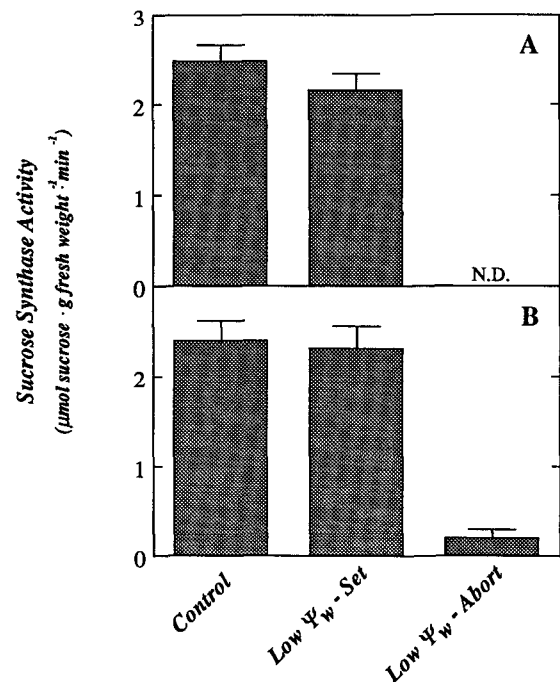 Sucrose Synthase Activity
(μmol sucrose · g fresh weight⁻¹ min⁻¹)
3
A
2
1
N.D.
0
B
2
1
0
Control
Low Ψw - Set
Low Ψw - Abort